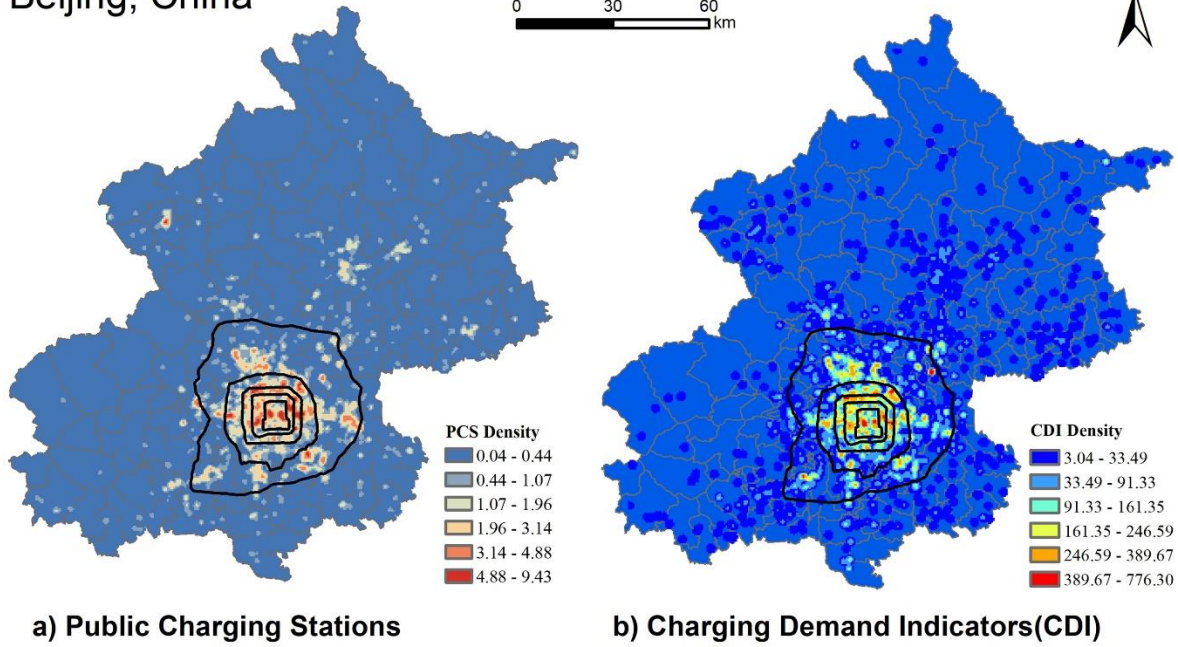 Beijing, China
0 30 60
km
PCS Density
0.04 - 0.44
0.44 - 1.07
1.07 - 1.96
1.96 - 3.14
3.14 - 4.88
4.88 - 9.43
CDI Density
3.04 - 33.49
33.49 - 91.33
91.33 - 161.35
161.35 - 246.59
246.59 - 389.67
389.67 - 776.30
a) Public Charging Stations
b) Charging Demand Indicators(CDI)